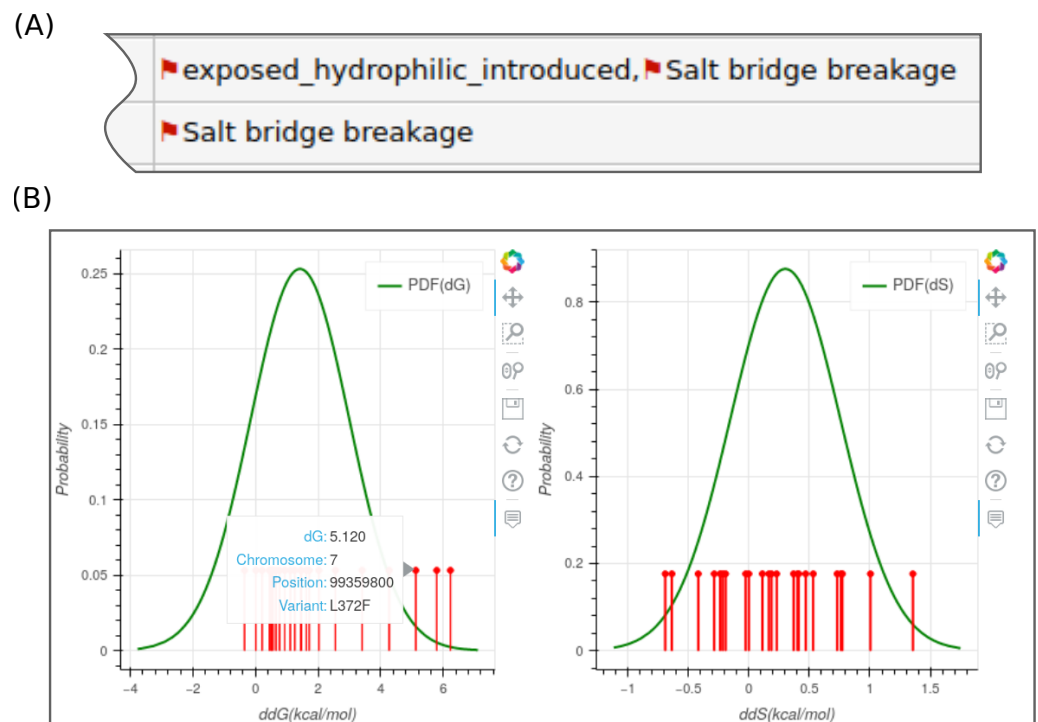 (A)
exposed_hydrophilic_introduced, Salt bridge breakage
Salt bridge breakage
(B)
PDF(dG)
0.25
0.2
0.15
0.1
0.05
0
Probability
dG: 5.120
Chromosome: 7
Position: 99359800
Variant: L372F
−4 −2 0 2 4 6
ddG(kcal/mol)
PDF(dS)
0.8
0.6
0.4
0.2
0
Probability
−1 −0.5 0 0.5 1 1.5
ddS(kcal/mol)